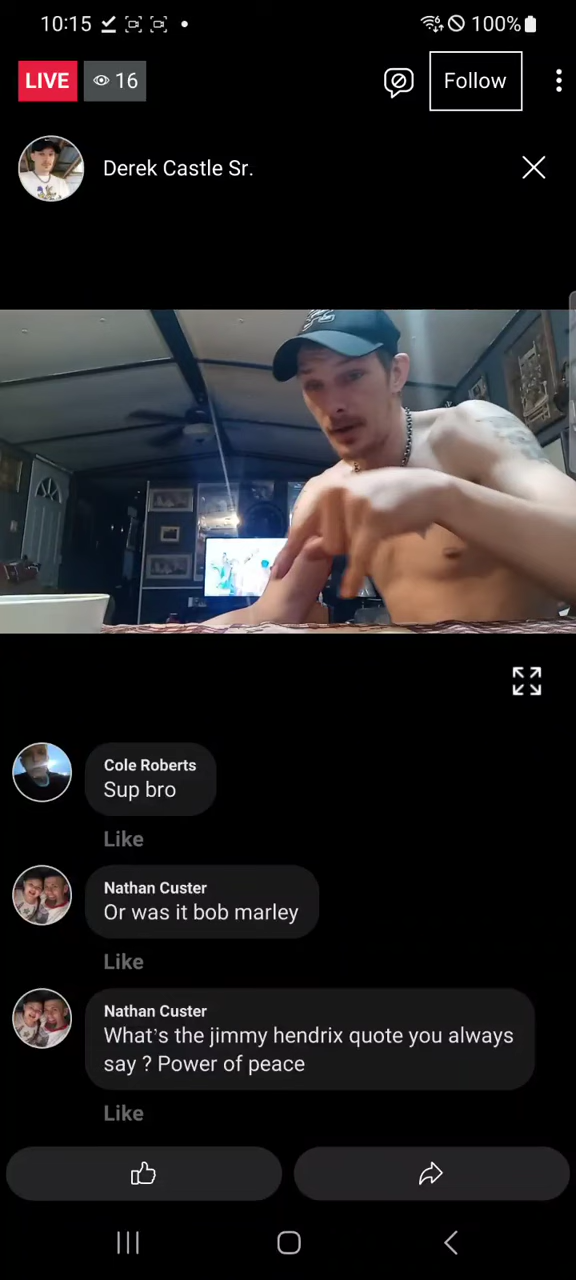 10:15
100%
LIVE
16
Follow
Derek Castle Sr.
Cole Roberts
Sup bro
Like
Nathan Custer
Or was it bob marley
Like
Nathan Custer
What's the jimmy hendrix quote you always
say ? Power of peace
Like